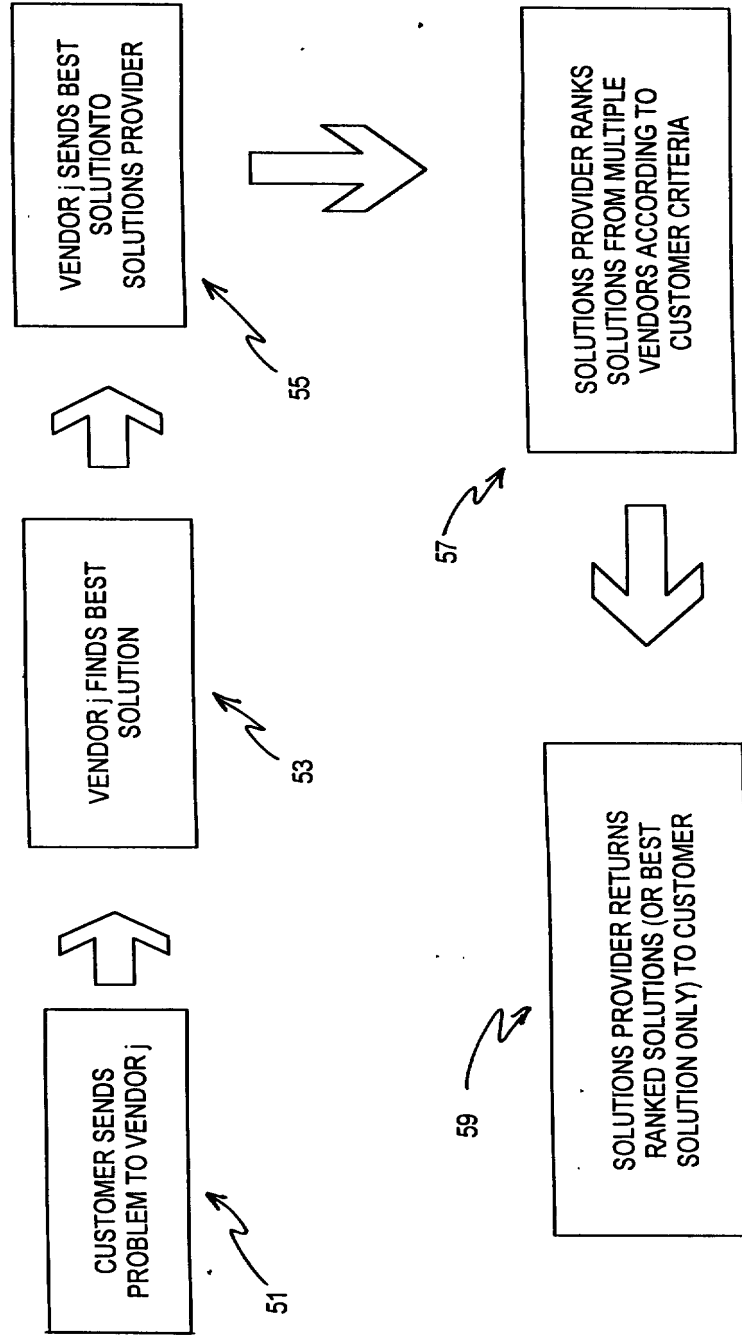 CUSTOMER SENDS
PROBLEM TO VENDOR j
51
VENDOR j FINDS BEST
SOLUTION
53
VENDOR j SENDS BEST
SOLUTIONTO
SOLUTIONS PROVIDER
55
SOLUTIONS PROVIDER RANKS
SOLUTIONS FROM MULTIPLE
VENDORS ACCORDING TO
CUSTOMER CRITERIA
57
SOLUTIONS PROVIDER RETURNS
RANKED SOLUTIONS (OR BEST
SOLUTION ONLY) TO CUSTOMER
59